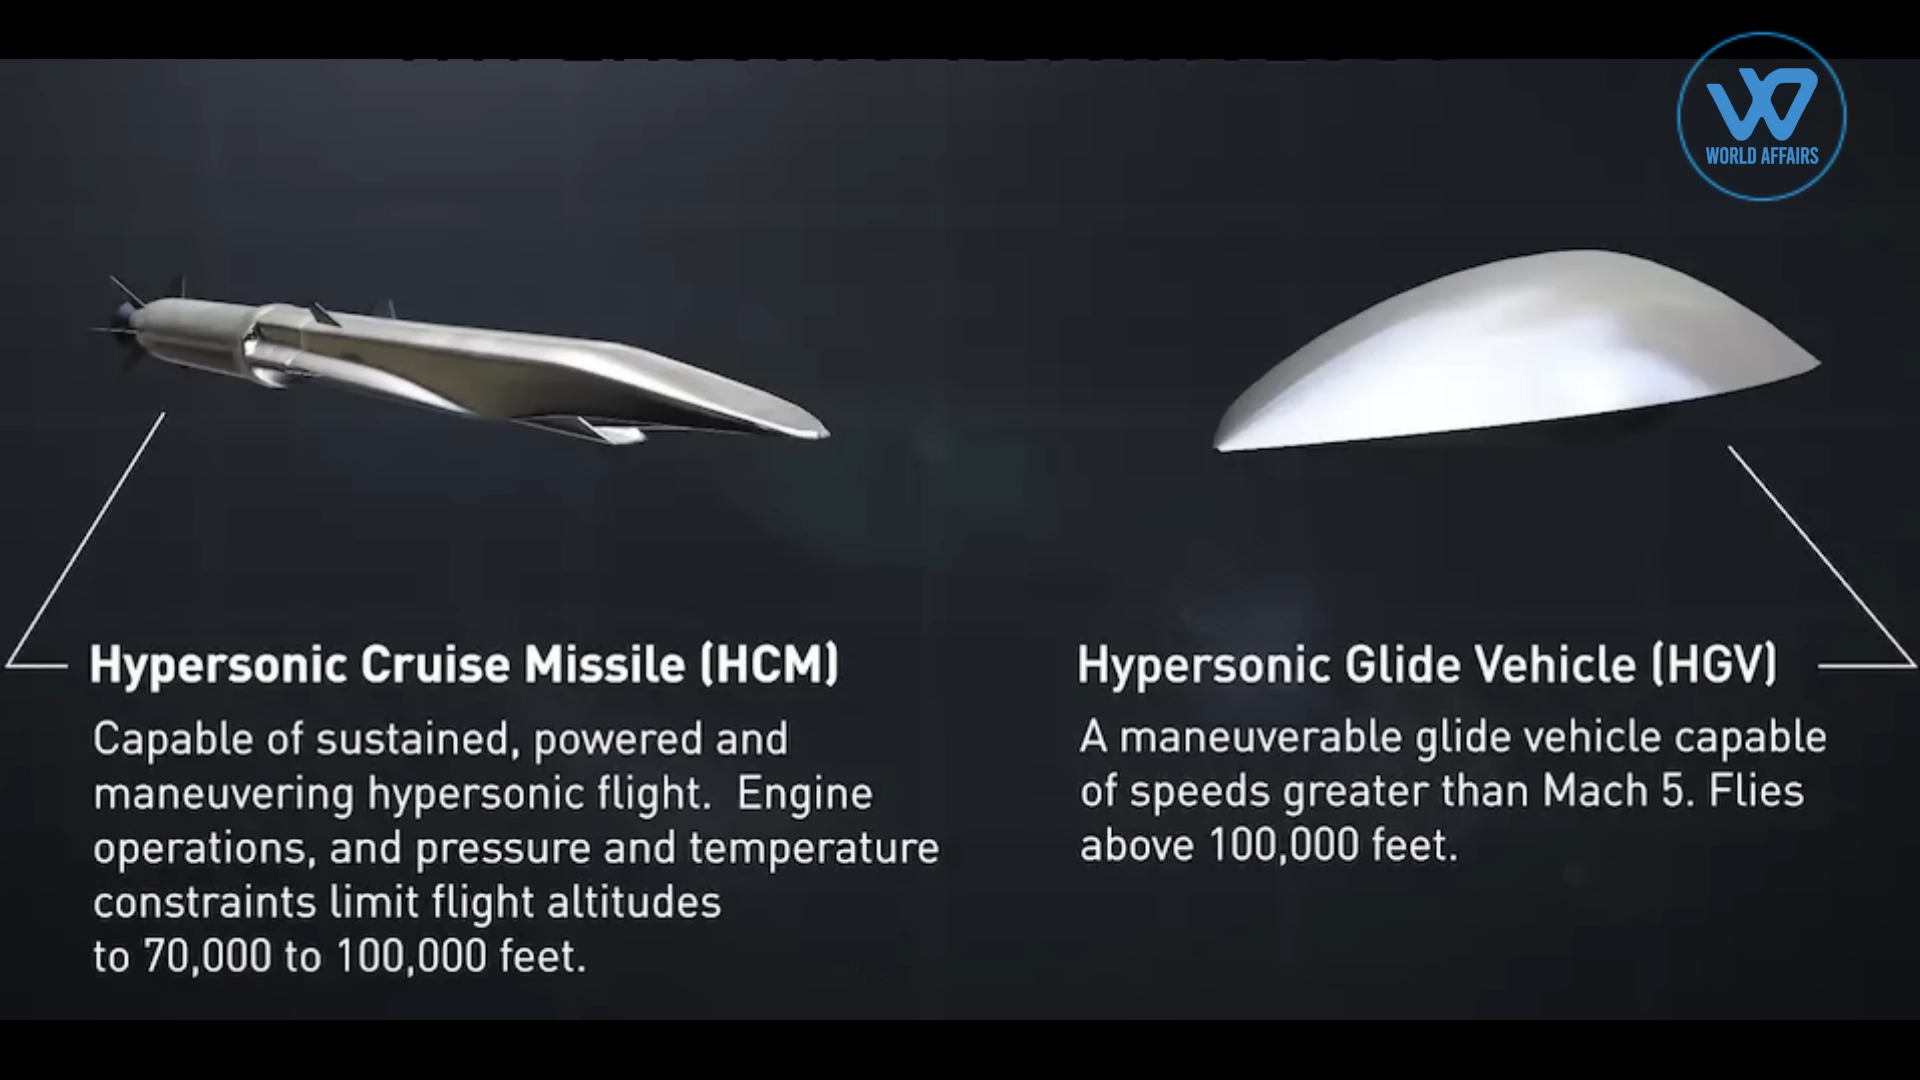 WORLD AFFAIRS
Hypersonic Cruise Missile (HCM)
Capable of sustained, powered and
maneuvering hypersonic flight. Engine
operations, and pressure and temperature
constraints limit flight altitudes
to 70,000 to 100,000 feet.
Hypersonic Glide Vehicle (HGV)
A maneuverable glide vehicle capable
of speeds greater than Mach 5. Flies
above 100,000 feet.